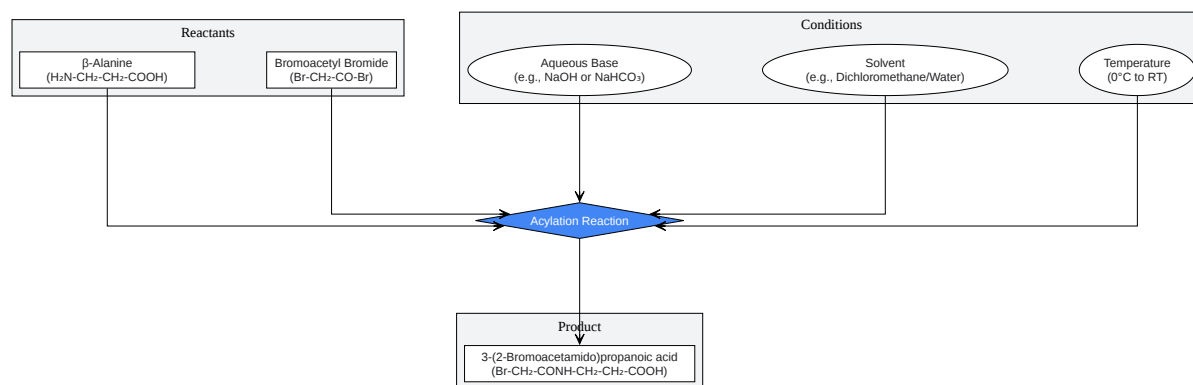 Reactants
β-Alanine
(H₂N-CH₂-CH₂-COOH)
Bromoacetyl Bromide
(Br-CH₂-CO-Br)
Conditions
Aqueous Base
(e.g., NaOH or NaHCO₃)
Solvent
(e.g., Dichloromethane/Water)
Temperature
(0°C to RT)
Acylation Reaction
Product
3-(2-Bromoacetamido)propanoic acid
(Br-CH₂-CONH-CH₂-CH₂-COOH)